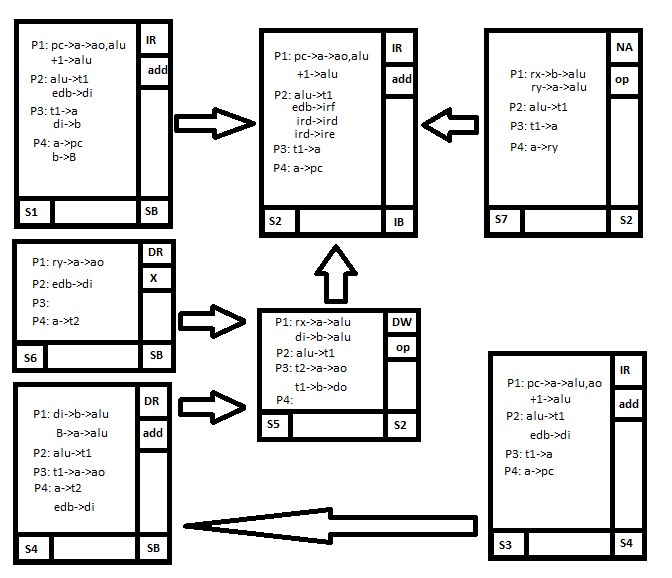 P1: pc->a->ao,alu
+1->alu
P2: alu->t1
edb->di
P3: t1->a
di->b
P4: a->pc
b->B
IR
add
S1
SB
P1: pc->a->ao,alu
+1->alu
P2: alu->t1
edb->irf
ird->ird
ird->ire
P3: t1->a
P4: a->pc
IR
add
S2
IB
P1: rx->b->alu
ry->a->alu
P2: alu->t1
P3: t1->a
P4: a->ry
NA
op
S7
S2
P1: ry->a->ao
P2: edb->di
P3:
P4: a->t2
DR
X
S6
SB
P1: rx->a->alu
di->b->alu
P2: alu->t1
P3: t2->a->ao
t1->b->do
P4:
DW
op
S5
S2
P1: di->b->alu
B->a->alu
P2: alu->t1
P3: t1->a->ao
P4: a->t2
edb->di
DR
add
S4
SB
P1: pc->a->alu,ao
+1->alu
P2: alu->t1
edb->di
P3: t1->a
P4: a->pc
IR
add
S3
S4